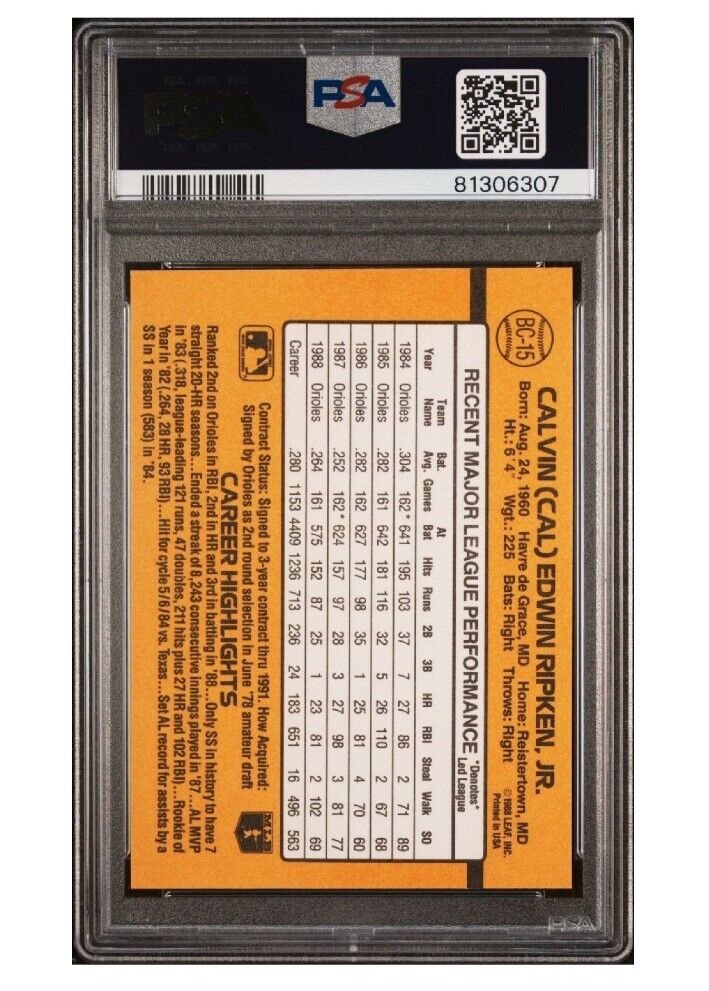 PSA
81306307
BC-15
CALVIN (CAL) EDWIN RIPKEN, JR.
Born: Aug. 24, 1960 Havre de Grace, MD Home: Reistertown, MD
Ht.: 6'4" Wgt.: 225 Bats: Right Throws: Right
©1988 LEAF, INC.
Printed in USA
RECENT MAJOR LEAGUE PERFORMANCE
*Denotes*
Led League
Year Team Name Bat. Avg. Games At Bat Hits Runs 2B 3B HR RBI Steal Walk SO
1984 Orioles .304 162* 641 195 103 37 7 27 86 2 71 89
1985 Orioles .282 161 642 181 116 32 5 26 110 2 67 68
1986 Orioles .282 162 627 177 98 35 1 25 81 4 70 60
1987 Orioles .252 162* 624 157 97 28 3 27 98 3 81 77
1988 Orioles .264 161 575 152 87 25 1 23 81 2 102 69
Career .280 1153 4409 1236 713 236 24 183 651 16 496 563
Contract Status: Signed to 3-year contract thru 1991. How Acquired:
Signed by Orioles as 2nd round selection in June '78 amateur draft
MLB
CAREER HIGHLIGHTS
Ranked 2nd on Orioles in RBI, 2nd in HR and 3rd in batting in '88...Only SS in history to have 7
straight 20-HR seasons...Ended a streak of 8,243 consecutive innings played in '87...AL MVP
in '83 (.318, league-leading 121 runs, 47 doubles, 211 hits plus 27 HR and 102 RBI)...Rookie of
Year in '82 (.264, 28 HR, 93 RBI)...Hit for cycle 5/6/84 vs. Texas...Set AL record for assists by a
SS in 1 season (583) in '84.
PSA